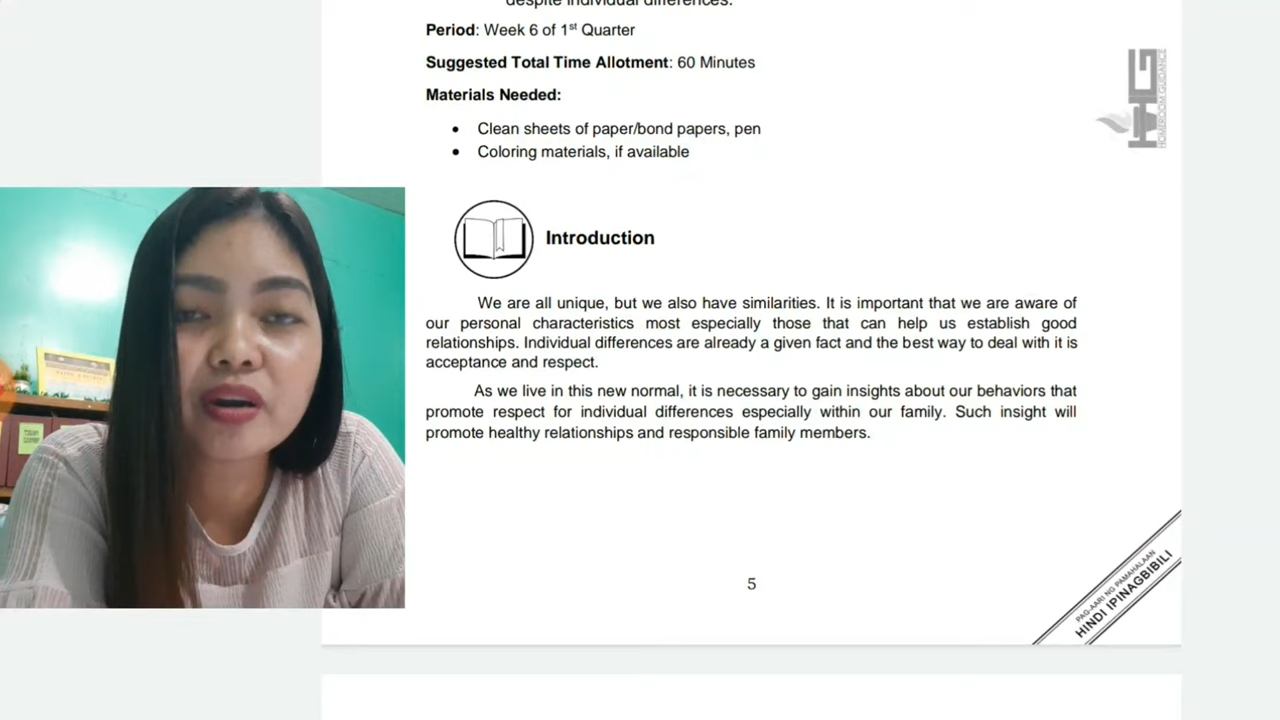 despite individual differences.
Period: Week 6 of 1st Quarter
Suggested Total Time Allotment: 60 Minutes
Materials Needed:
• Clean sheets of paper/bond papers, pen
• Coloring materials, if available
HG
HOMEROOM GUIDANCE
Introduction
We are all unique, but we also have similarities. It is important that we are aware of
our personal characteristics most especially those that can help us establish good
relationships. Individual differences are already a given fact and the best way to deal with it is
acceptance and respect.
As we live in this new normal, it is necessary to gain insights about our behaviors that
promote respect for individual differences especially within our family. Such insight will
promote healthy relationships and responsible family members.
5
PAG-AARI NG PAMAHALAAN
HINDI IPINAGBIBILI